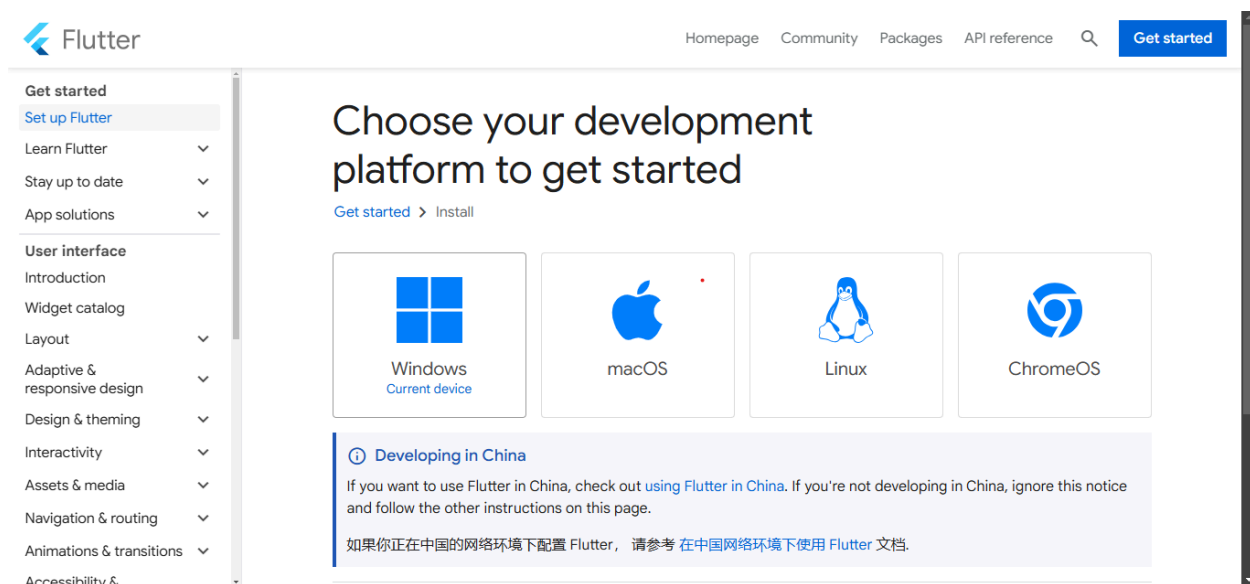 Flutter
Homepage Community Packages API reference Get started
Get started
Set up Flutter
Learn Flutter
Stay up to date
App solutions
User interface
Introduction
Widget catalog
Layout
Adaptive &
responsive design
Design & theming
Interactivity
Assets & media
Navigation & routing
Animations & transitions
Accessibility &
Choose your development
platform to get started
Get started > Install
Windows
Current device
macOS
Linux
ChromeOS
Developing in China
If you want to use Flutter in China, check out using Flutter in China. If you're not developing in China, ignore this notice
and follow the other instructions on this page.
如果你正在中国的网络环境下配置 Flutter， 请参考 在中国网络环境下使用 Flutter 文档.